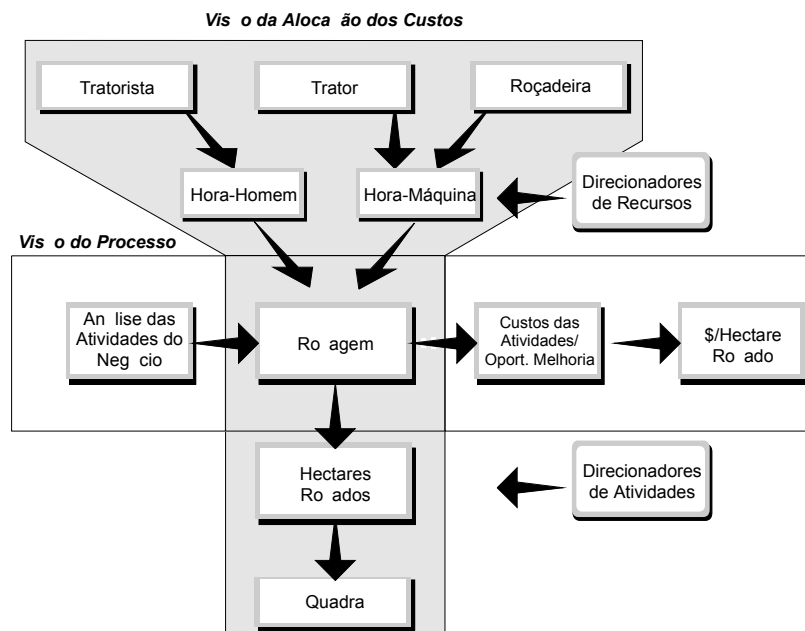 Vis o da Aloca ão dos Custos
Tratorista
Trator
Roçadeira
Hora-Homem
Hora-Máquina
Direcionadores
de Recursos
Vis o do Processo
An lise das
Atividades do
Neg cio
Ro agem
Custos das
Atividades/
Oport. Melhoria
$/Hectare
Ro ado
Hectares
Ro ados
Direcionadores
de Atividades
Quadra